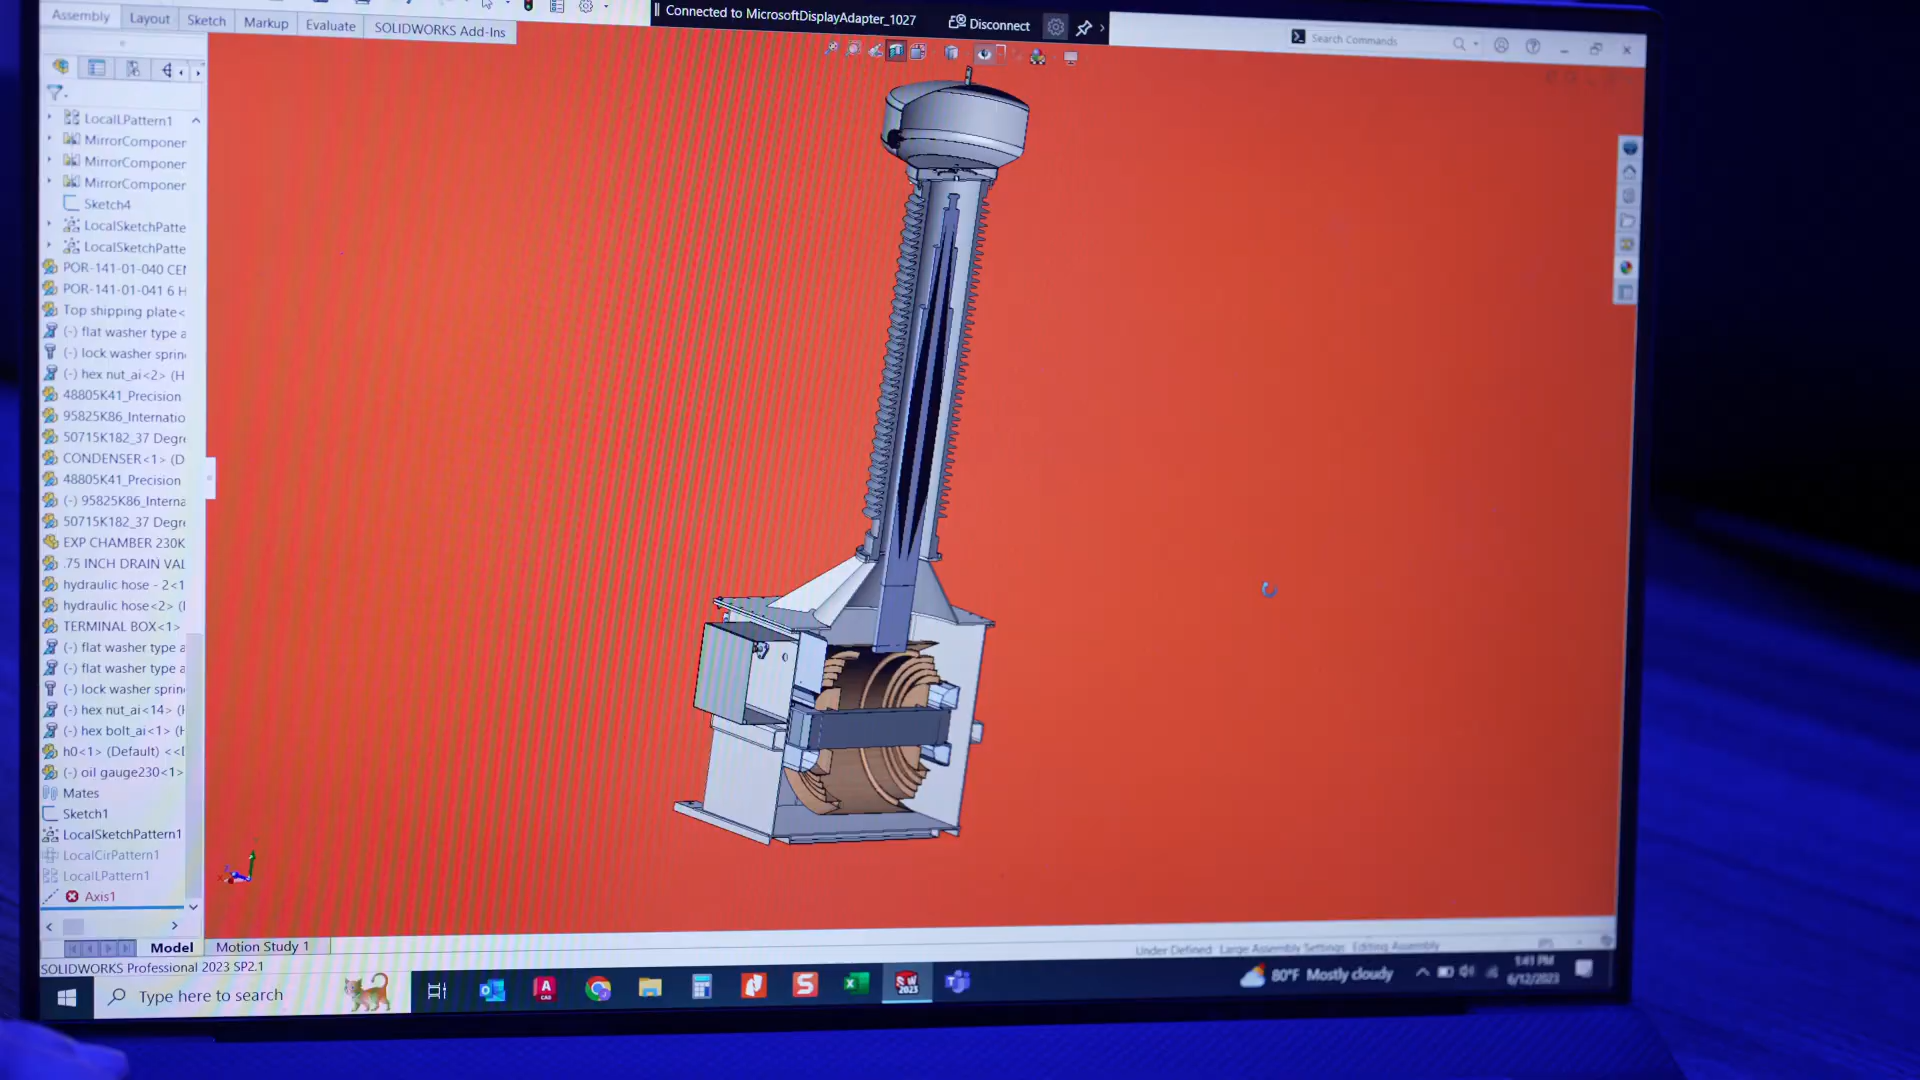 Connected to MicrosoftDisplayAdapter_1027
Disconnect
Assembly
Layout
Sketch
Markup
Evaluate
SOLIDWORKS Add-Ins
Search Commands
LocalLPattern1
MirrorComponer
MirrorComponer
MirrorComponer
Sketch4
LocalSketchPatte
LocalSketchPatte
POR-141-01-040 CEN
POR-141-01-041 6 H
Top shipping plate<
(-) flat washer type a
(-) lock washer sprin
(-) hex nut_ai<2> (H
48805K41_Precision
95825K86_Internatio
50715K182_37 Degre
CONDENSER<1> (D
48805K41_Precision
(-) 95825K86_Interna
50715K182_37 Degre
EXP CHAMBER 230K
.75 INCH DRAIN VAL
hydraulic hose - 2<1
hydraulic hose<2> (I
TERMINAL BOX<1>
(-) flat washer type a
(-) flat washer type a
(-) lock washer sprin
(-) hex nut_ai<14> (H
(-) hex bolt_ai<1> (H
h0<1> (Default) <<D
(-) oil gauge230<1>
Mates
Sketch1
LocalSketchPattern1
LocalCirPattern1
LocalLPattern1
Axis1
Model
Motion Study 1
SOLIDWORKS Professional 2023 SP2.1
Under Defined
Large Assembly Settings
Editing Assembly
Type here to search
80°F Mostly cloudy
1:41 PM
6/12/2023